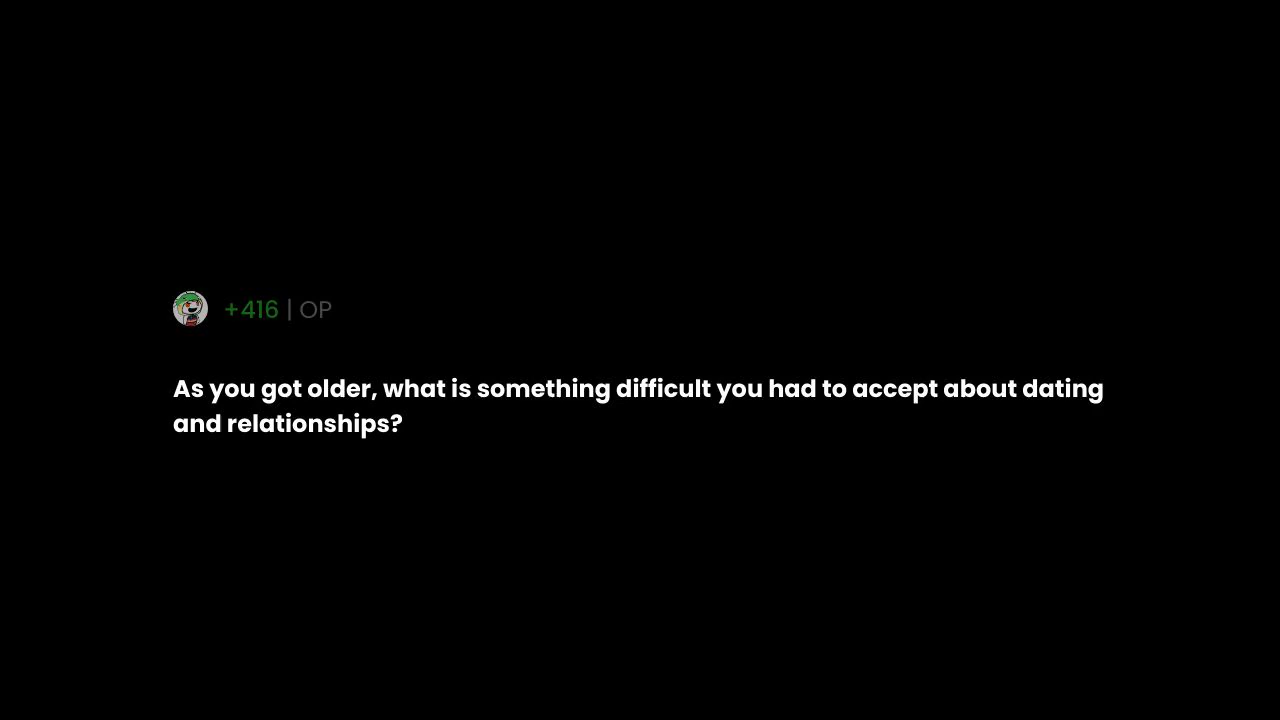 +416 | OP
As you got older, what is something difficult you had to accept about dating
and relationships?